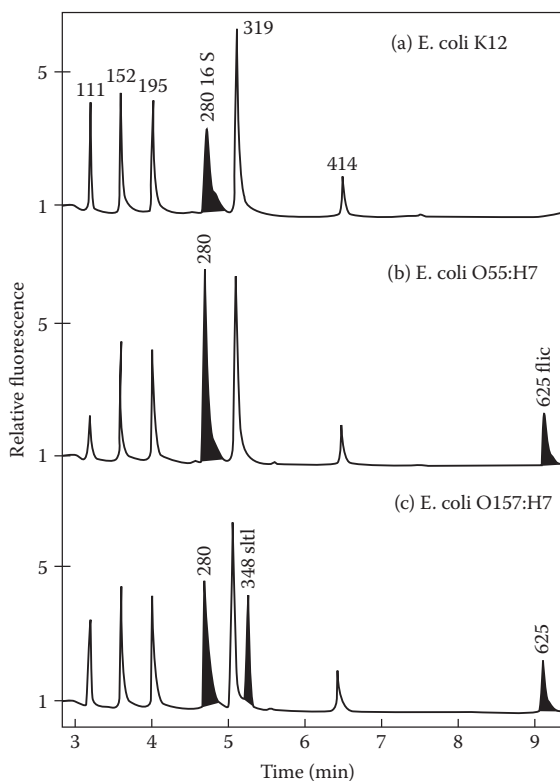 319
(a) E. coli K12
5
111
152
195
280 16 S
414
1
280
(b) E. coli O55:H7
5
625 flic
1
(c) E. coli O157:H7
280
348 sltl
5
625
1
3 4 5 6 7 8 9
Time (min)
Relative fluorescence